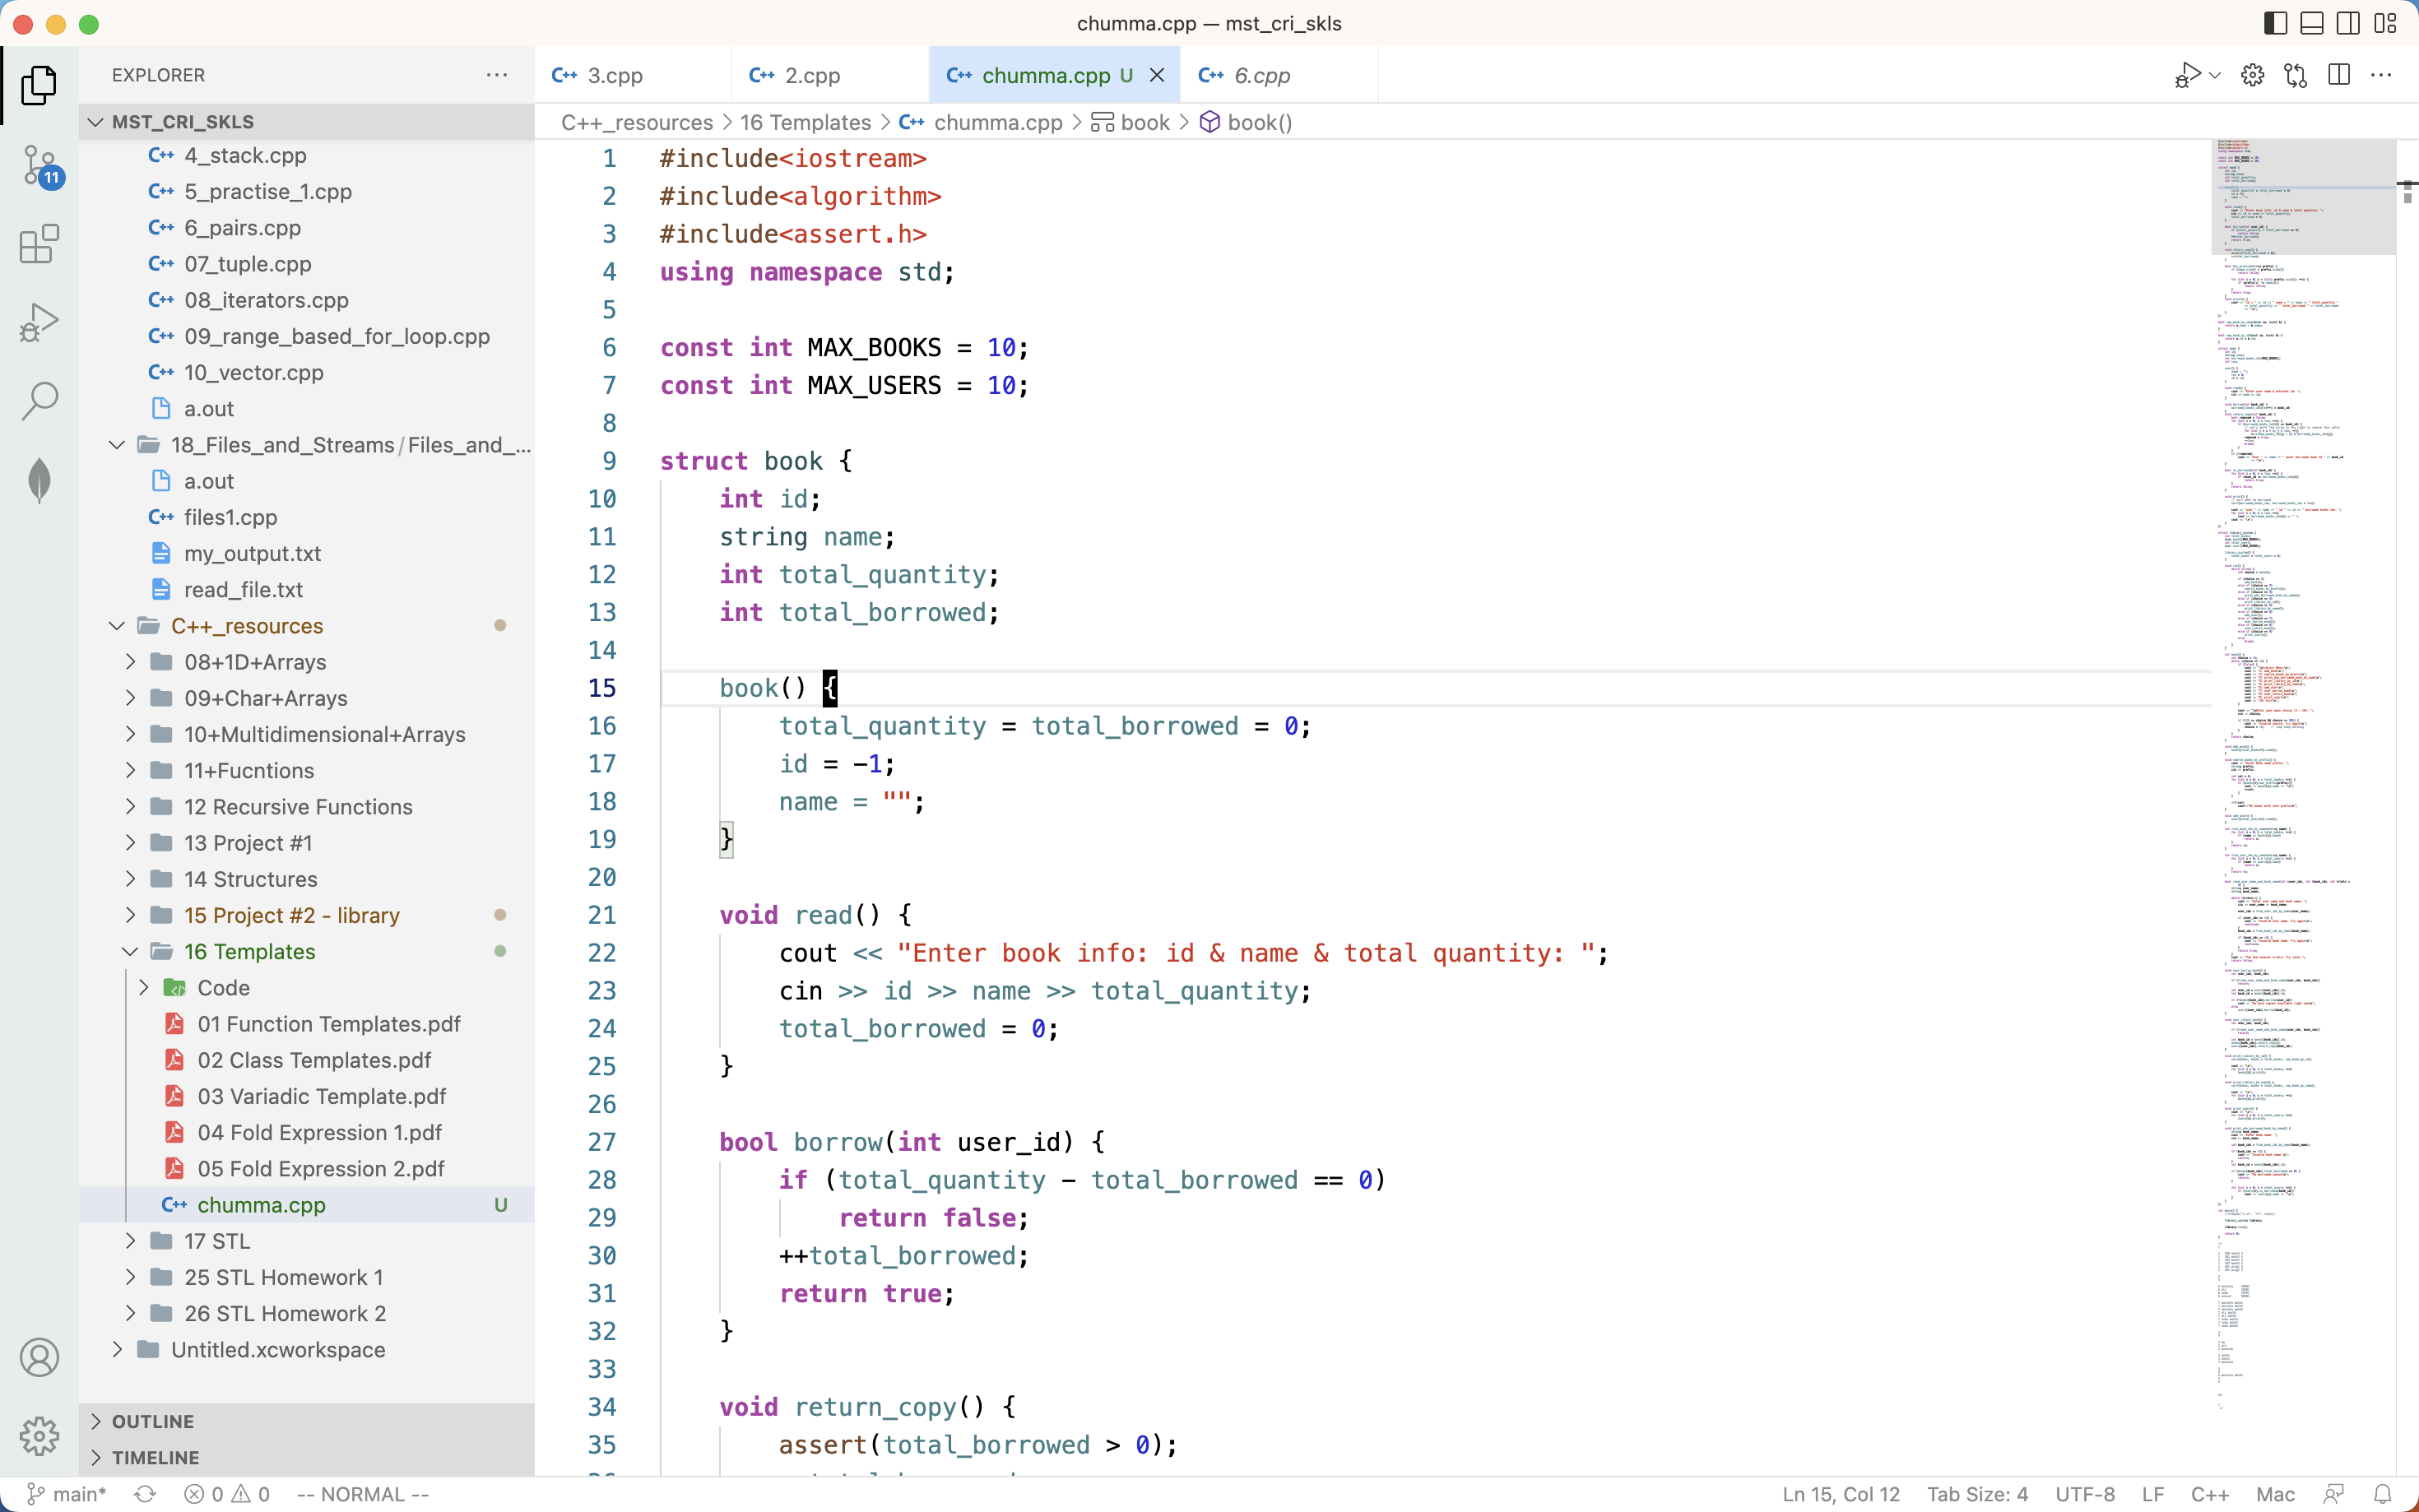 chumma.cpp — mst_cri_skls
EXPLORER
3.cpp
2.cpp
chumma.cpp U
6.cpp
MST_CRI_SKLS
C++_resources > 16 Templates > chumma.cpp > book > book()
11
4_stack.cpp
5_practise_1.cpp
6_pairs.cpp
07_tuple.cpp
08_iterators.cpp
09_range_based_for_loop.cpp
10_vector.cpp
a.out
18_Files_and_Streams/Files_and_...
a.out
files1.cpp
my_output.txt
read_file.txt
C++_resources
08+1D+Arrays
09+Char+Arrays
10+Multidimensional+Arrays
11+Fucntions
12 Recursive Functions
13 Project #1
14 Structures
15 Project #2 - library
16 Templates
Code
01 Function Templates.pdf
02 Class Templates.pdf
03 Variadic Template.pdf
04 Fold Expression 1.pdf
05 Fold Expression 2.pdf
chumma.cpp U
17 STL
25 STL Homework 1
26 STL Homework 2
Untitled.xcworkspace
OUTLINE
TIMELINE
1 #include<iostream>
2 #include<algorithm>
3 #include<assert.h>
4 using namespace std;
5
6 const int MAX_BOOKS = 10;
7 const int MAX_USERS = 10;
8
9 struct book {
10 int id;
11 string name;
12 int total_quantity;
13 int total_borrowed;
14
15 book() {
16 total_quantity = total_borrowed = 0;
17 id = -1;
18 name = "";
19 }
20
21 void read() {
22 cout << "Enter book info: id & name & total quantity: ";
23 cin >> id >> name >> total_quantity;
24 total_borrowed = 0;
25 }
26
27 bool borrow(int user_id) {
28 if (total_quantity - total_borrowed == 0)
29 return false;
30 ++total_borrowed;
31 return true;
32 }
33
34 void return_copy() {
35 assert(total_borrowed > 0);
main* 0 0 -- NORMAL --
Ln 15, Col 12 Tab Size: 4 UTF-8 LF C++ Mac